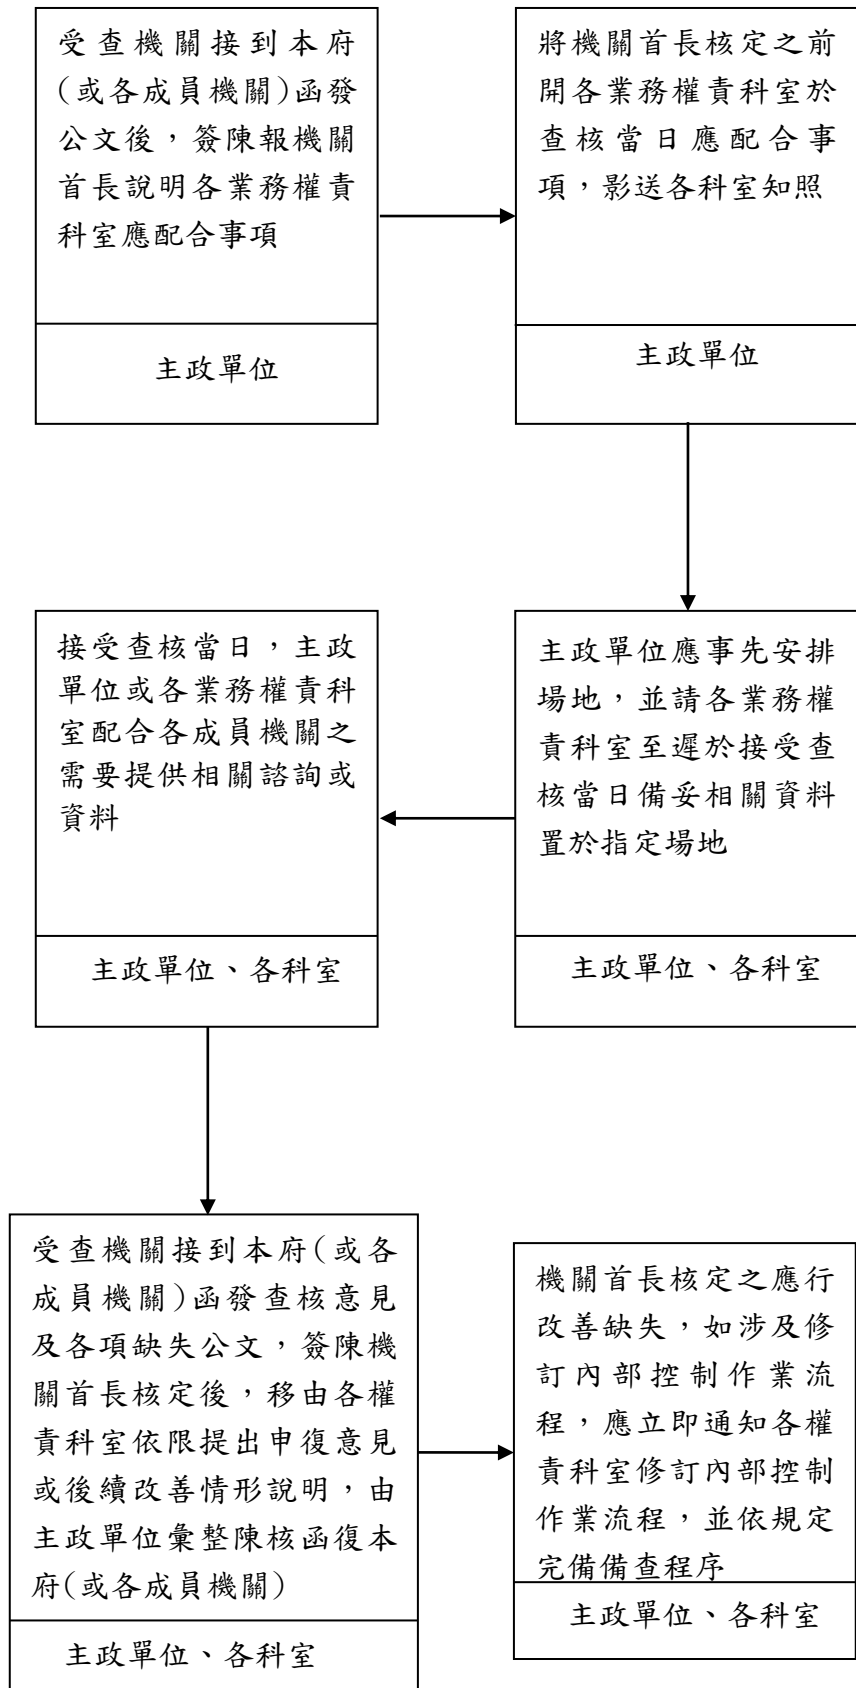 受查機關接到本府
(或各成員機關)函發
公文後，簽陳報機關
首長說明各業務權責
科室應配合事項
主政單位
將機關首長核定之前
開各業務權責科室於
查核當日應配合事
項，影送各科室知照
主政單位
主政單位應事先安排
場地，並請各業務權
責科室至遲於接受查
核當日備妥相關資料
置於指定場地
主政單位、各科室
接受查核當日，主政
單位或各業務權責科
室配合各成員機關之
需要提供相關諮詢或
資料
主政單位、各科室
受查機關接到本府(或各
成員機關)函發查核意見
及各項缺失公文，簽陳機
關首長核定後，移由各權
責科室依限提出申復意見
或後續改善情形說明，由
主政單位彙整陳核函復本
府(或各成員機關)
主政單位、各科室
機關首長核定之應行
改善缺失，如涉及修
訂內部控制作業流
程，應立即通知各權
責科室修訂內部控制
作業流程，並依規定
完備備查程序
主政單位、各科室